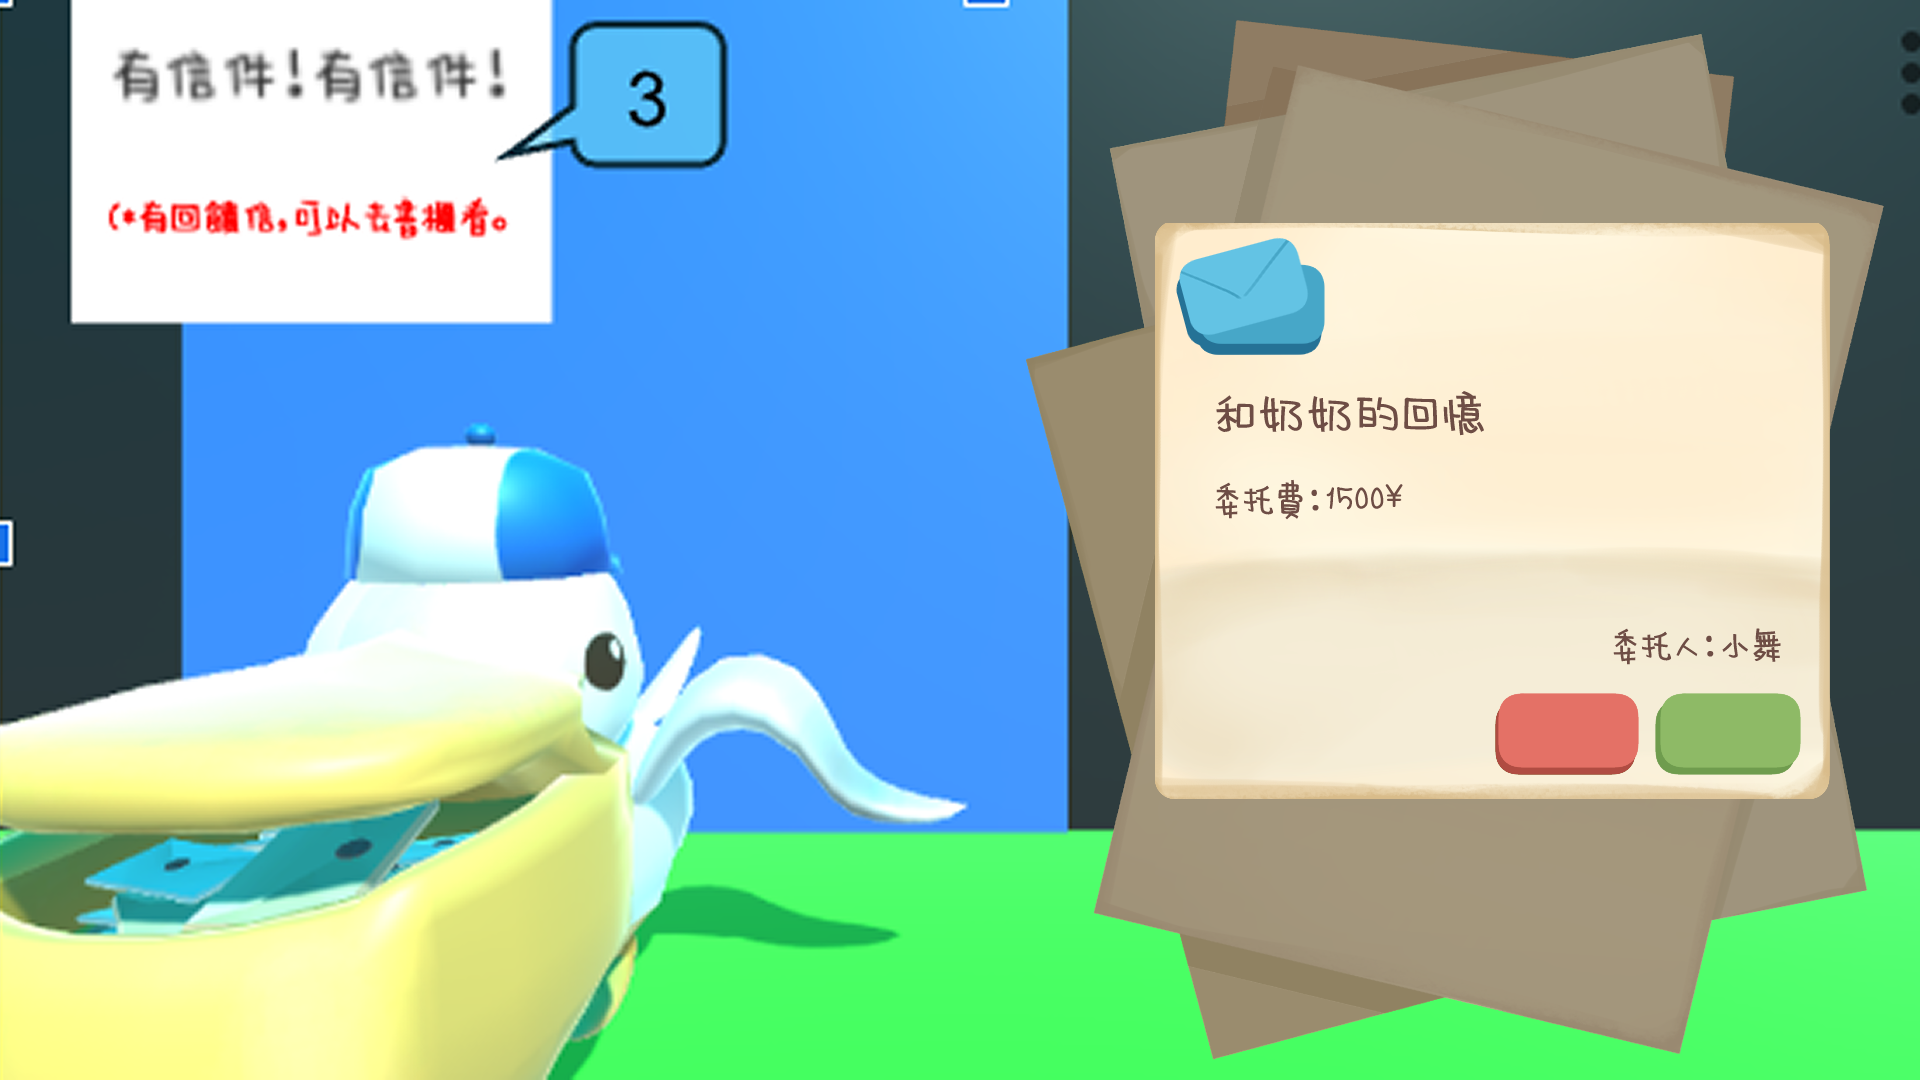 有信件！有信件！
3
(*有回饋信，可以去書櫃看。
和奶奶的回憶
委托費：1500¥
委托人：小舞